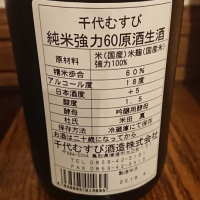 千代むすび
純米強力60原酒生酒
原材料 米(国産)米麹(国産米)
強力100%
精米歩合 60%
アルコール度 18度
日本酒度 +5
酸度
酵母 吟醸用酵母
杜氏
保存方法 冷蔵庫にて保存
お酒は二十歳になってから
千代むすび酒造株式会社